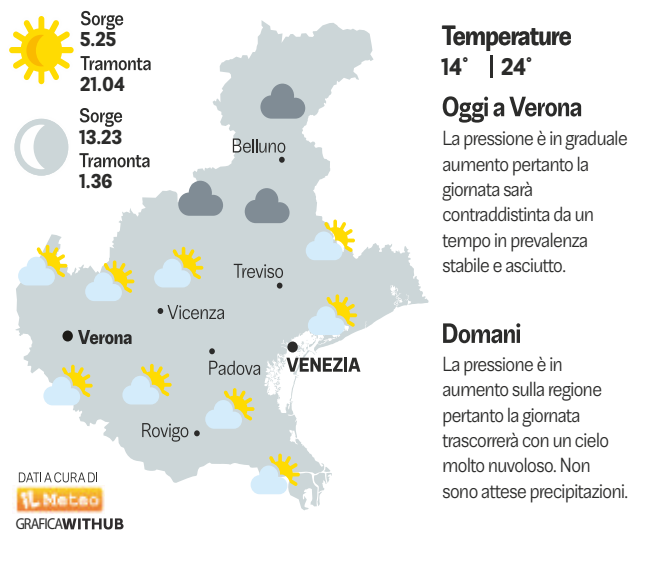 Sorge
5.25
Tramonta
21.04
Sorge
13.23
Tramonta
1.36
Belluno
Treviso
Vicenza
Verona
Padova
VENEZIA
Rovigo
DATI A CURA DI
iL Meteo
GRAFICAWITHUB
Temperature
14° | 24°
Oggi a Verona
La pressione è in graduale
aumento pertanto la
giornata sarà
contraddistinta da un
tempo in prevalenza
stabile e asciutto.
Domani
La pressione è in
aumento sulla regione
pertanto la giornata
trascorrerà con un cielo
molto nuvoloso. Non
sono attese precipitazioni.